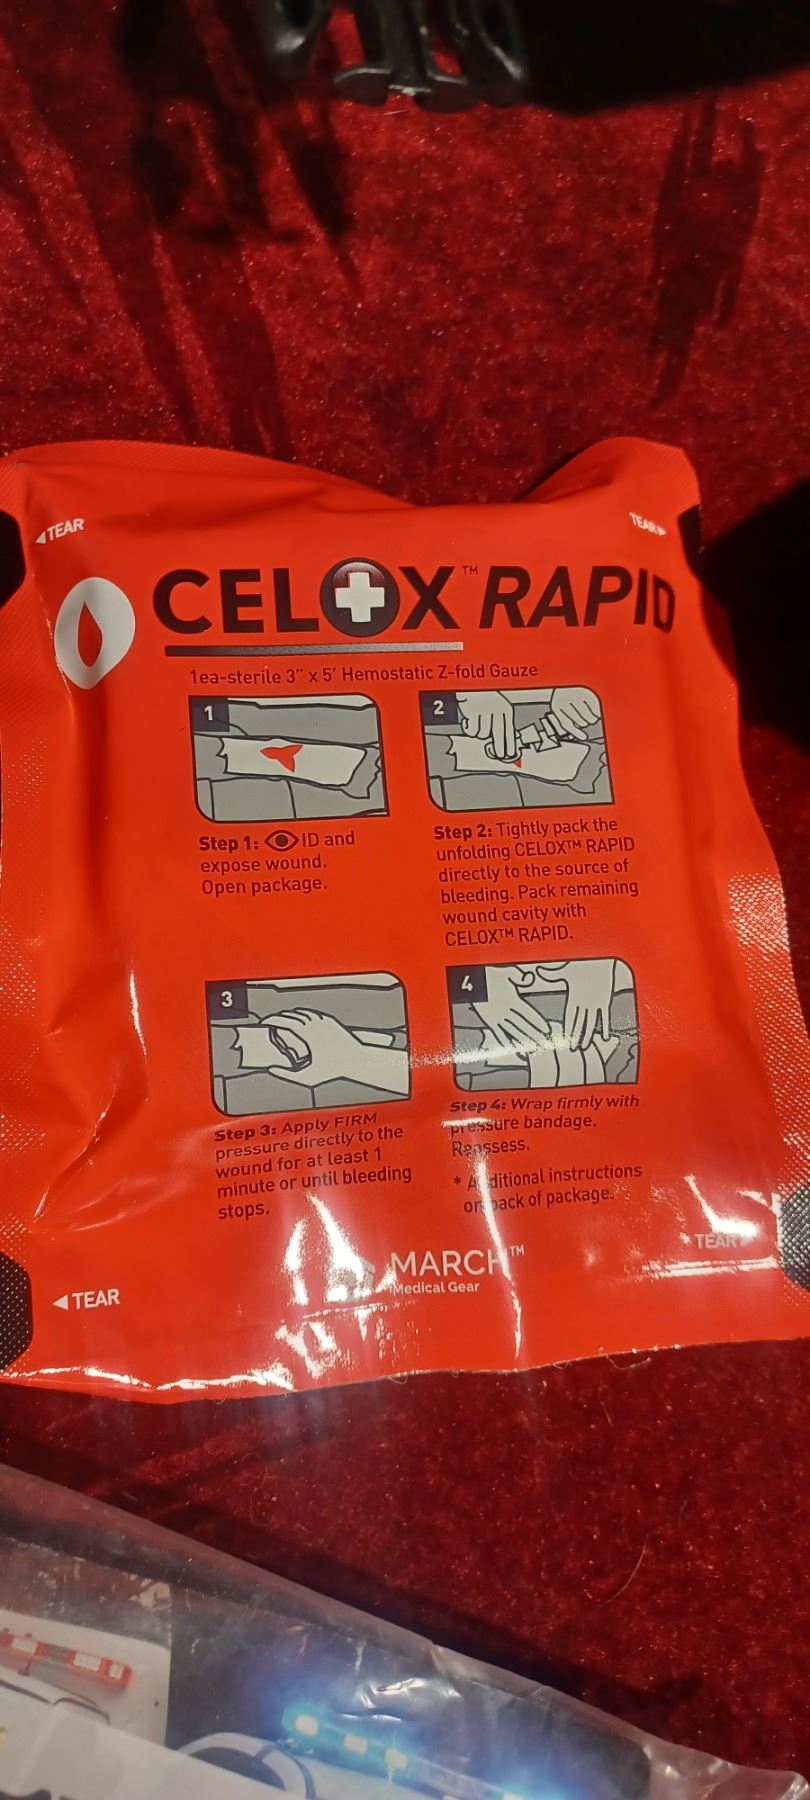 ◄TEAR
TEAR►
CELOX™ RAPID
1ea-sterile 3" x 5' Hemostatic Z-fold Gauze
1
2
Step 1: ID and
expose wound.
Open package.
Step 2: Tightly pack the
unfolding CELOX™ RAPID
directly to the source of
bleeding. Pack remaining
wound cavity with
CELOX™ RAPID.
3
4
Step 3: Apply FIRM
pressure directly to the
wound for at least 1
minute or until bleeding
stops.
Step 4: Wrap firmly with
pressure bandage.
Reassess.
* Additional instructions
on back of package.
TEAR►
MARCH™
Medical Gear
◄TEAR